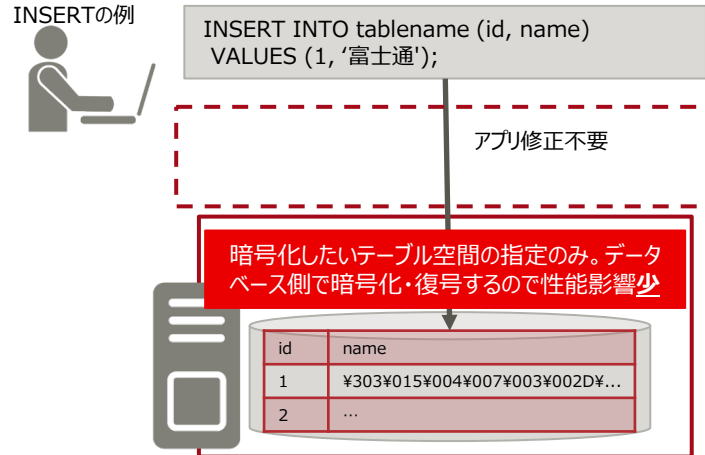 INSERTの例
INSERT INTO tablename (id, name)
VALUES (1, ‘富士通');
アプリ修正不要
暗号化したいテーブル空間の指定のみ。データ
ベース側で暗号化・復号するので性能影響少
id name
1 ¥303¥015¥004¥007¥003¥002D¥...
2 …